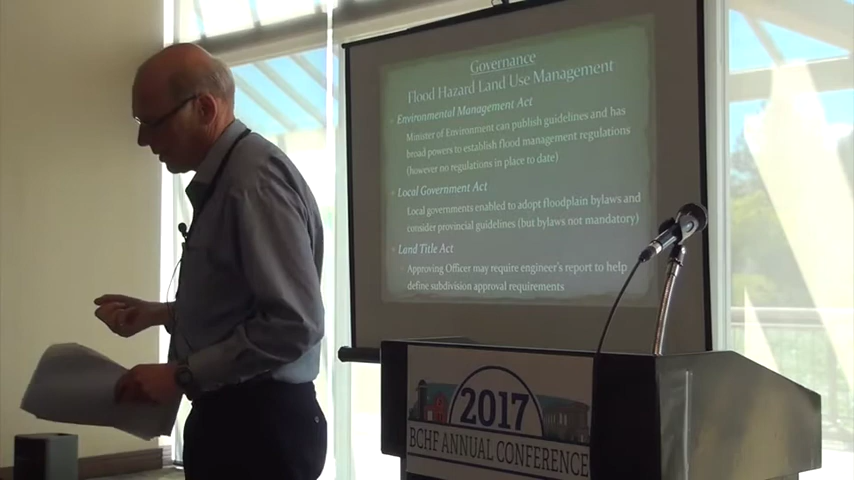 Governance
Flood Hazard Land Use Management
Environmental Management Act
Minister of Environment can publish guidelines and has
broad powers to establish flood management regulations
(however no regulations in place to date)
Local Government Act
Local governments enabled to adopt floodplain bylaws and
consider provincial guidelines (but bylaws not mandatory)
Land Title Act
Approving Officer may require engineer's report to help
define subdivision approval requirements
2017
BCHF ANNUAL CONFERENCE